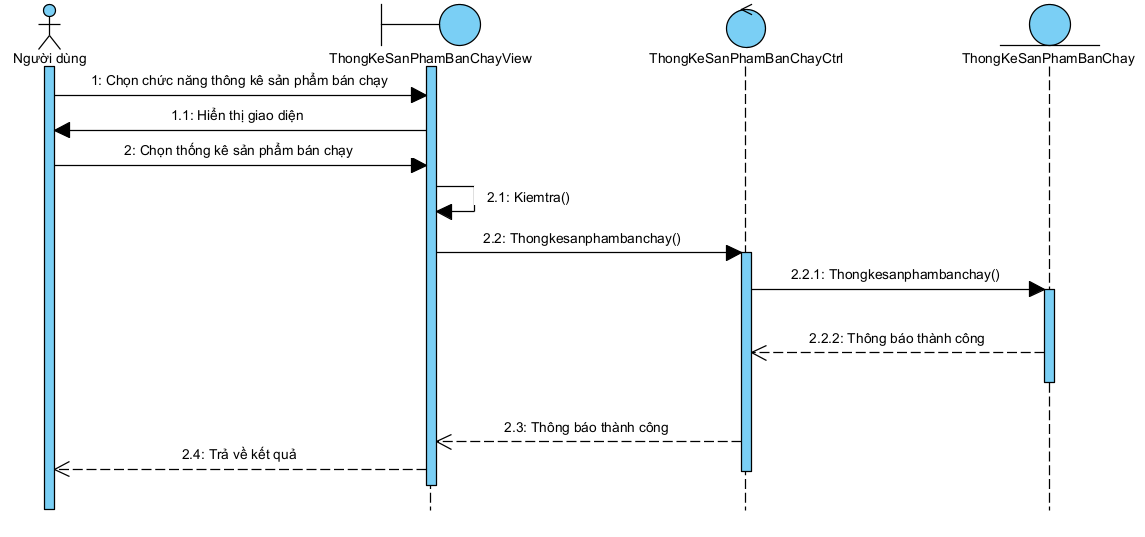 Người dùng
ThongKeSanPhamBanChayView
ThongKeSanPhamBanChayCtrl
ThongKeSanPhamBanChay
1: Chọn chức năng thông kê sản phẩm bán chạy
1.1: Hiển thị giao diện
2: Chọn thống kê sản phẩm bán chạy
2.1: Kiemtra()
2.2: Thongkesanphambanchay()
2.2.1: Thongkesanphambanchay()
2.2.2: Thông báo thành công
2.3: Thông báo thành công
2.4: Trả về kết quả